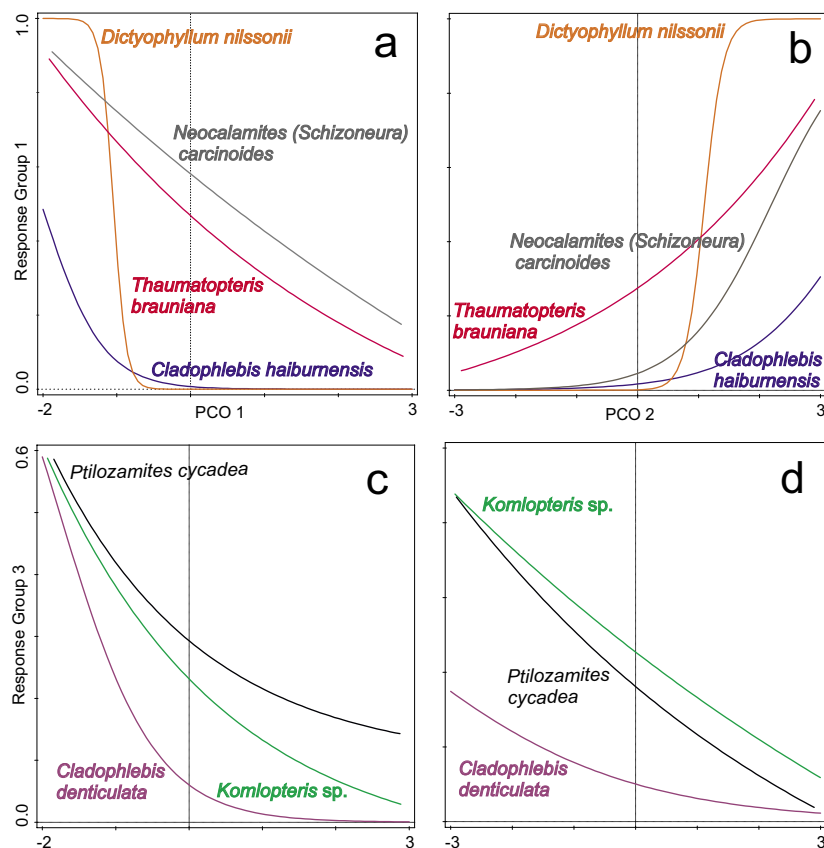 1.0
a
Dictyophyllum nilssonii
Neocalamites (Schizoneura)
carcinoides
Response Group 1
Thaumatopteris
brauniana
Cladophlebis haiburnensis
0.0
-2
PCO 1
3
Dictyophyllum nilssonii
b
Neocalamites (Schizoneura)
carcinoides
Thaumatopteris
brauniana
Cladophlebis
haiburnensis
-3
PCO 2
3
0.6
Ptilozamites cycadea
c
Response Group 3
Cladophlebis
denticulata
Komlopteris sp.
0.0
-2
3
d
Komlopteris sp.
Ptilozamites
cycadea
Cladophlebis
denticulata
-3
3